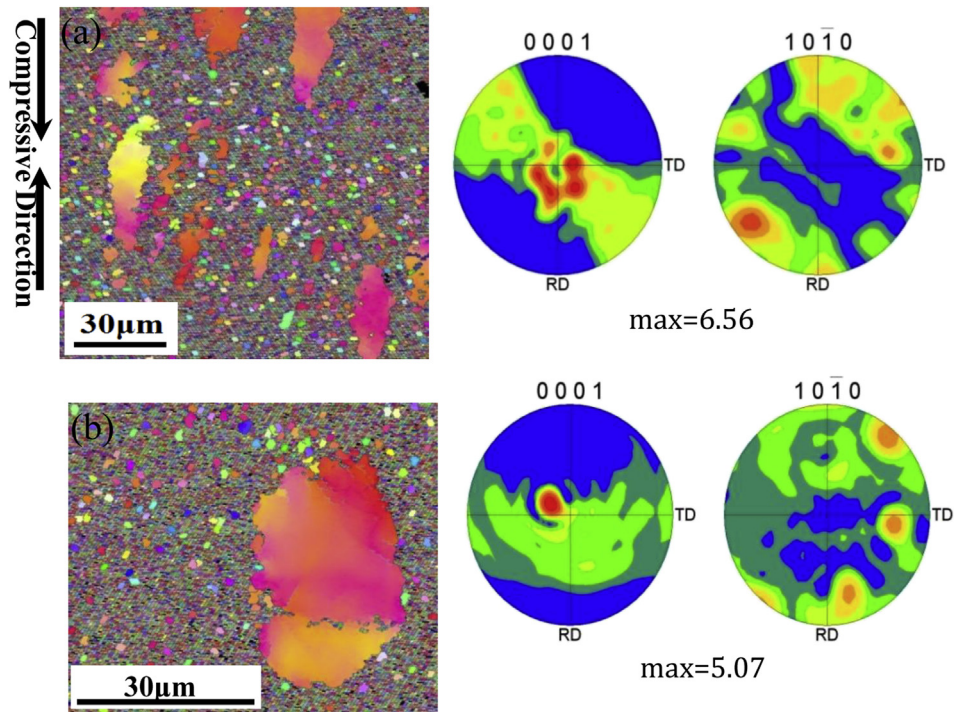 Compressive Direction
(a)
30μm
0 0 0 1
TD
RD
1 0 1̅ 0
TD
RD
max=6.56
(b)
30μm
0 0 0 1
TD
RD
1 0 1̅ 0
TD
RD
max=5.07